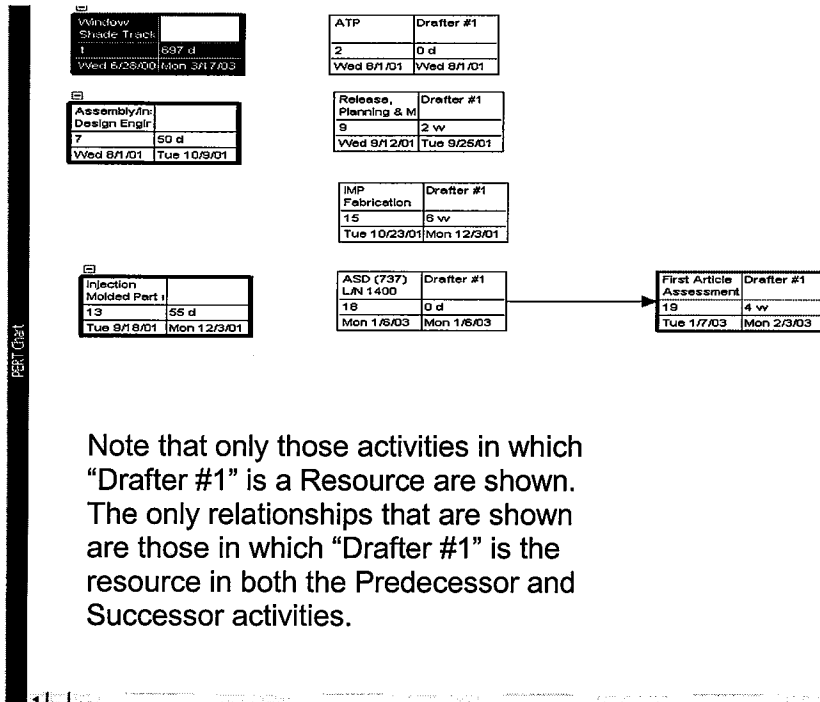 Window
Shade Track
1 697 d
Wed 6/28/00 Mon 3/17/03
ATP Drafter #1
2 0 d
Wed 8/1/01 Wed 8/1/01
Assembly/In
Design Engir
7 50 d
Wed 8/1/01 Tue 10/9/01
Release, Drafter #1
Planning & M
9 2 w
Wed 9/12/01 Tue 9/25/01
IMP Drafter #1
Fabrication
15 6 w
Tue 10/23/01 Mon 12/3/01
Injection
Molded Part
13 55 d
Tue 9/18/01 Mon 12/3/01
ASD (737) Drafter #1
L/N 1400
18 0 d
Mon 1/6/03 Mon 1/6/03
First Article Drafter #1
Assessment
19 4 w
Tue 1/7/03 Mon 2/3/03
PERT Chart
Note that only those activities in which
“Drafter #1” is a Resource are shown.
The only relationships that are shown
are those in which “Drafter #1” is the
resource in both the Predecessor and
Successor activities.